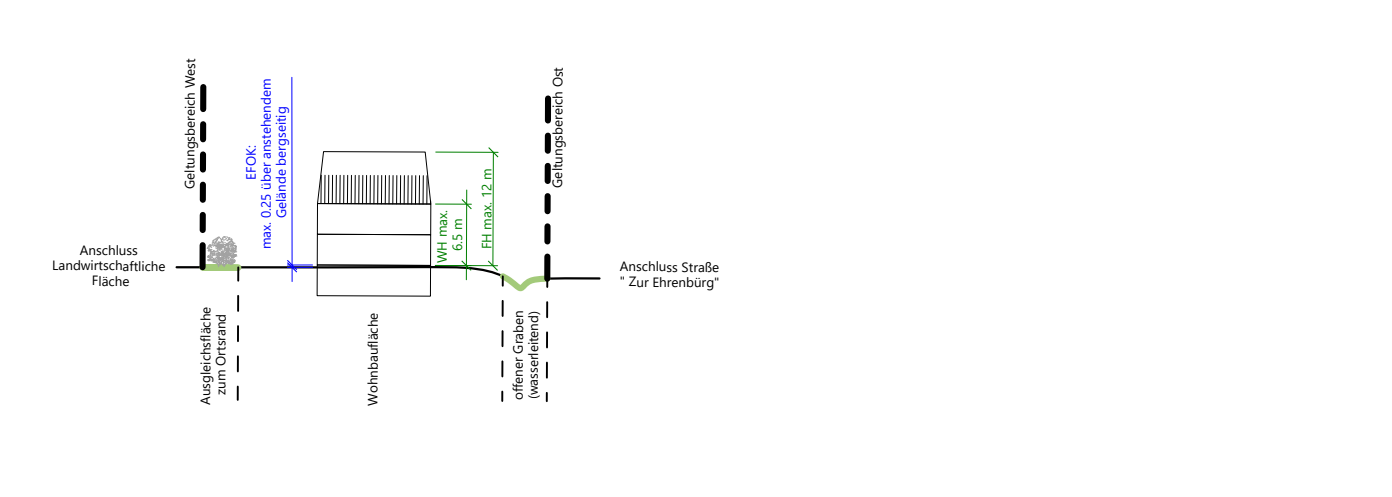 Geltungsbereich West
EFOK:
max. 0.25 über anstehendem
Gelände bergseitig
WH max.
6.5 m
FH max. 12 m
Geltungsbereich Ost
Anschluss
Landwirtschaftliche
Fläche
Anschluss Straße
" Zur Ehrenbürg"
Ausgleichsfläche
zum Ortsrand
Wohnbaufläche
offener Graben
(wasserleitend)